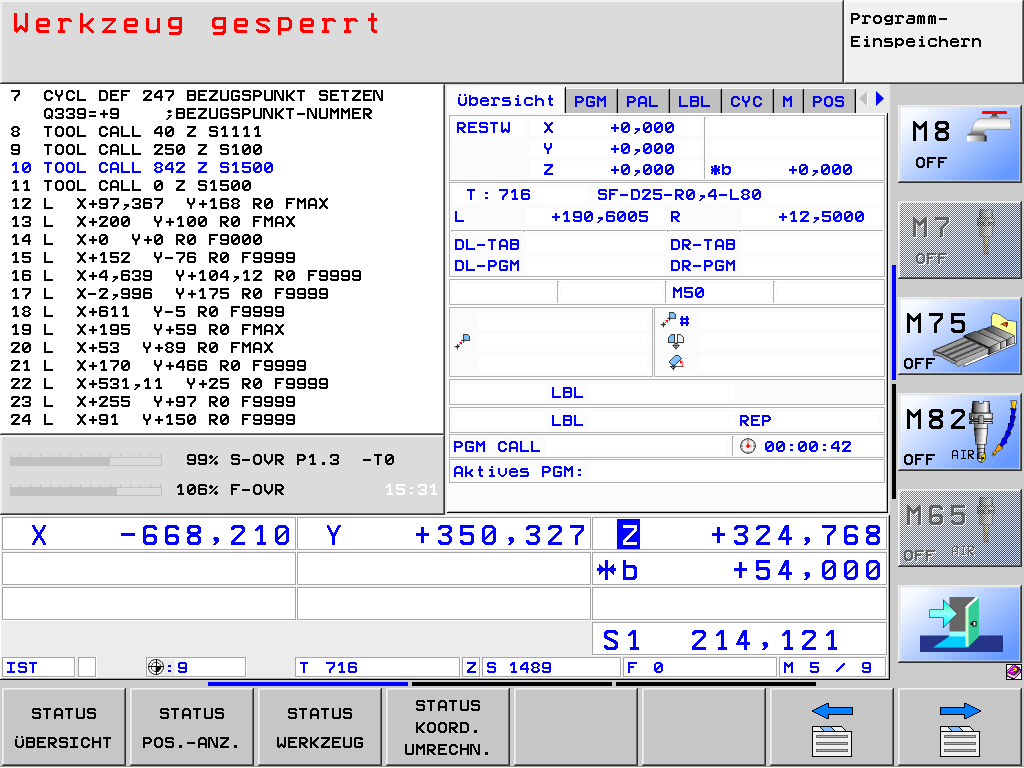 Werkzeug gesperrt
Programm-
Einspeichern
7 CYCL DEF 247 BEZUGSPUNKT SETZEN
Q339=+9 ;BEZUGSPUNKT-NUMMER
8 TOOL CALL 40 Z S1111
9 TOOL CALL 250 Z S100
10 TOOL CALL 842 Z S1500
11 TOOL CALL 0 Z S1500
12 L X+97,367 Y+168 R0 FMAX
13 L X+200 Y+100 R0 FMAX
14 L X+0 Y+0 R0 F9000
15 L X+152 Y-76 R0 F9999
16 L X+4,639 Y+104,12 R0 F9999
17 L X-2,996 Y+175 R0 F9999
18 L X+611 Y-5 R0 F9999
19 L X+195 Y+59 R0 FMAX
20 L X+53 Y+89 R0 FMAX
21 L X+170 Y+466 R0 F9999
22 L X+531,11 Y+25 R0 F9999
23 L X+255 Y+97 R0 F9999
24 L X+91 Y+150 R0 F9999
99% S-OVR P1.3 -T0
106% F-OVR 15:31
Übersicht PGM PAL LBL CYC M POS
RESTW X +0,000
Y +0,000
Z +0,000 *b +0,000
T : 716 SF-D25-R0,4-L80
L +190,6005 R +12,5000
DL-TAB DR-TAB
DL-PGM DR-PGM
M50
#
LBL
LBL REP
PGM CALL 00:00:42
Aktives PGM:
M8
OFF
M7
OFF
M75
OFF
M82
OFF AIR
M65
OFF AIR
X -668,210 Y +350,327 Z +324,768
*b +54,000
S1 214,121
IST :9 T 716 Z S 1489 F 0 M 5 / 9
STATUS
ÜBERSICHT
STATUS
POS.-ANZ.
STATUS
WERKZEUG
STATUS
KOORD.
UMRECHN.